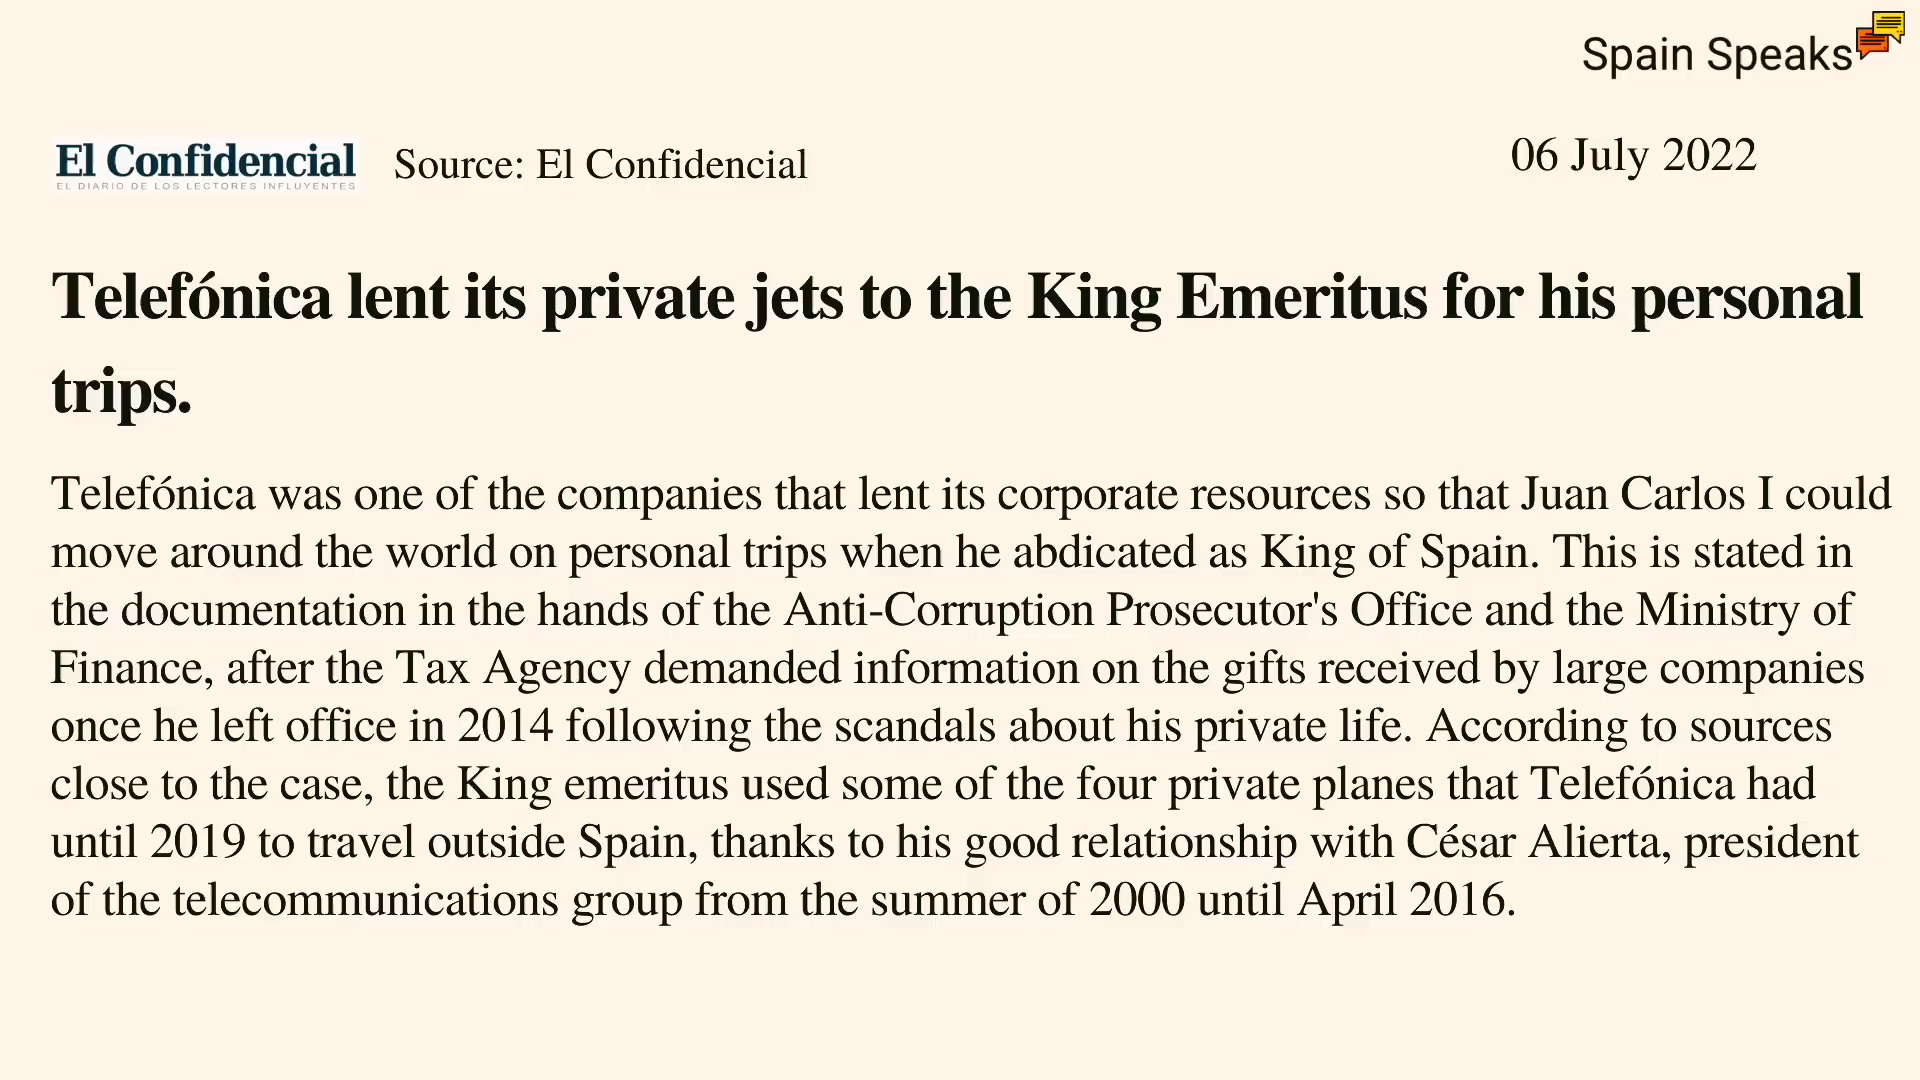 Spain Speaks
El Confidencial
EL DIARIO DE LOS LECTORES INFLUYENTES
Source: El Confidencial
06 July 2022
Telefónica lent its private jets to the King Emeritus for his personal
trips.
Telefónica was one of the companies that lent its corporate resources so that Juan Carlos I could
move around the world on personal trips when he abdicated as King of Spain. This is stated in
the documentation in the hands of the Anti-Corruption Prosecutor's Office and the Ministry of
Finance, after the Tax Agency demanded information on the gifts received by large companies
once he left office in 2014 following the scandals about his private life. According to sources
close to the case, the King emeritus used some of the four private planes that Telefónica had
until 2019 to travel outside Spain, thanks to his good relationship with César Alierta, president
of the telecommunications group from the summer of 2000 until April 2016.